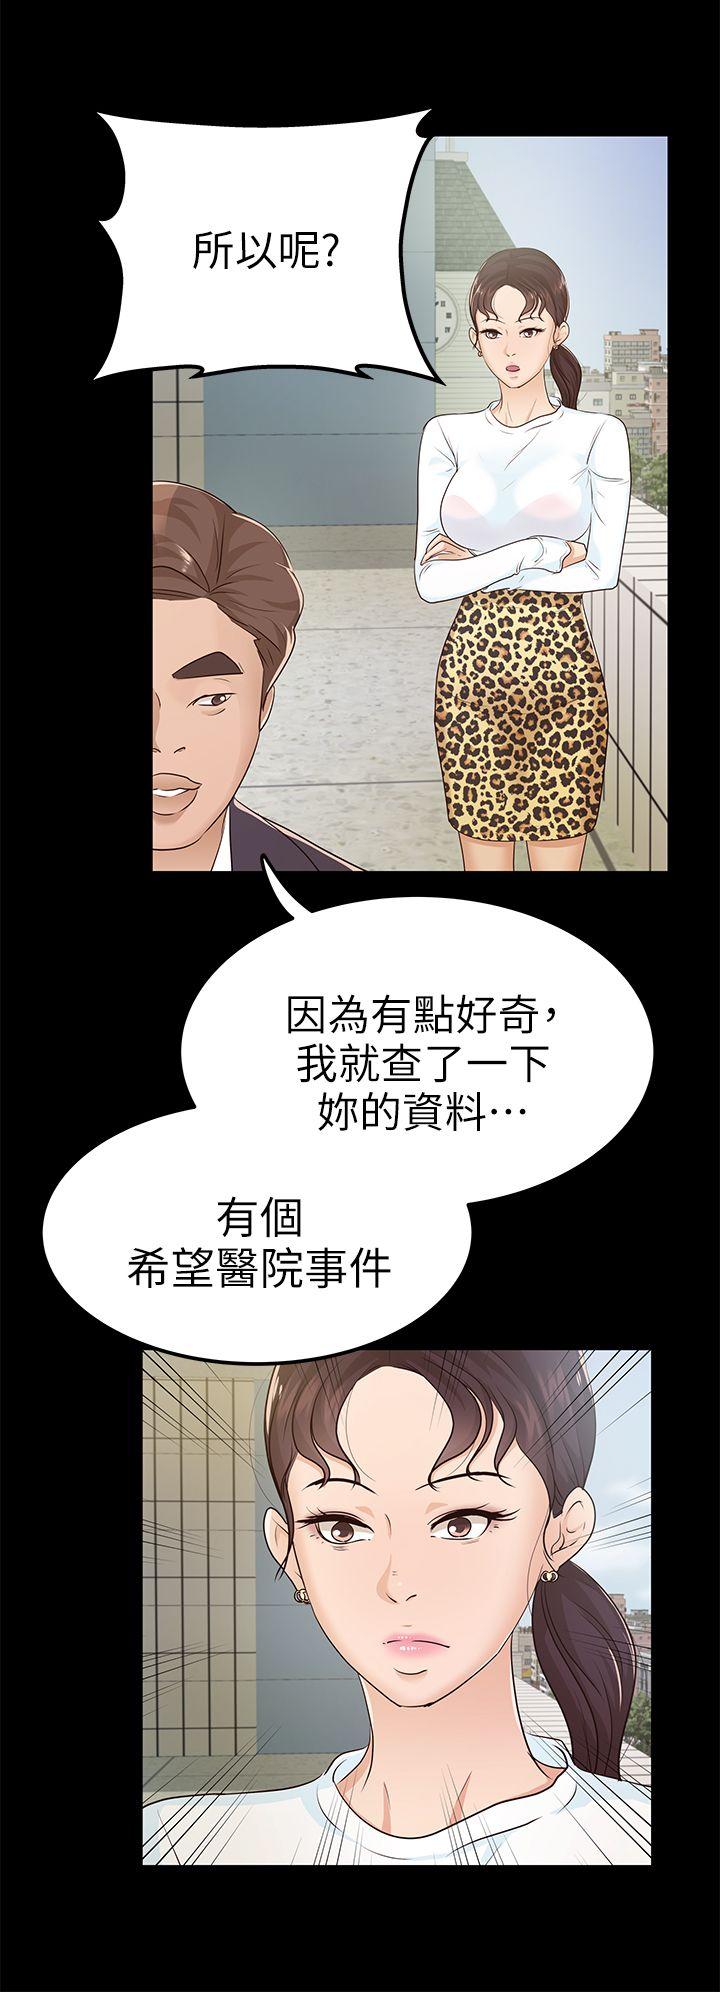 所以呢?
因為有點好奇，
我就查了一下
妳的資料…
有個
希望醫院事件